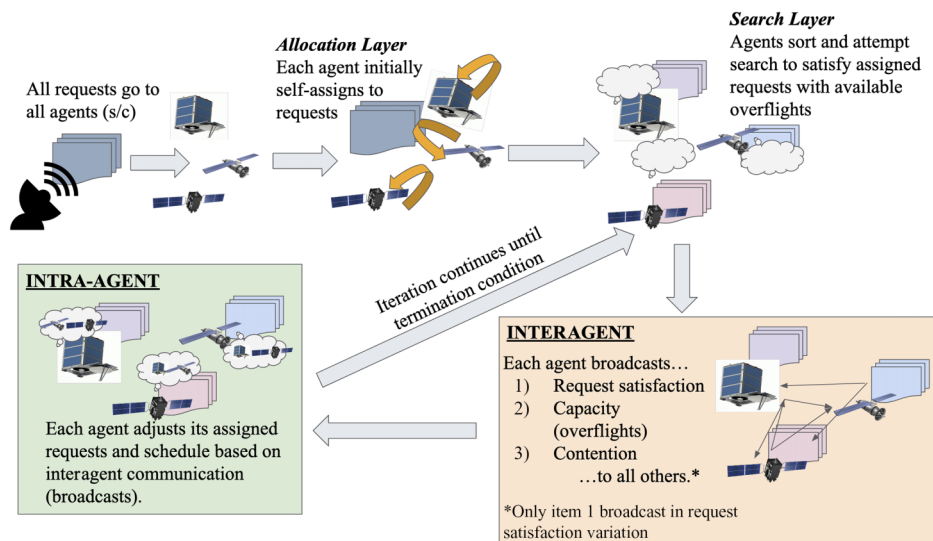 All requests go to
all agents (s/c)
Allocation Layer
Each agent initially
self-assigns to
requests
Search Layer
Agents sort and attempt
search to satisfy assigned
requests with available
overflights
Iteration continues until
termination condition
INTERAGENT
Each agent broadcasts…
1) Request satisfaction
2) Capacity
(overflights)
3) Contention
…to all others.*
*Only item 1 broadcast in request
satisfaction variation
INTRA-AGENT
Each agent adjusts its assigned
requests and schedule based on
interagent communication
(broadcasts).